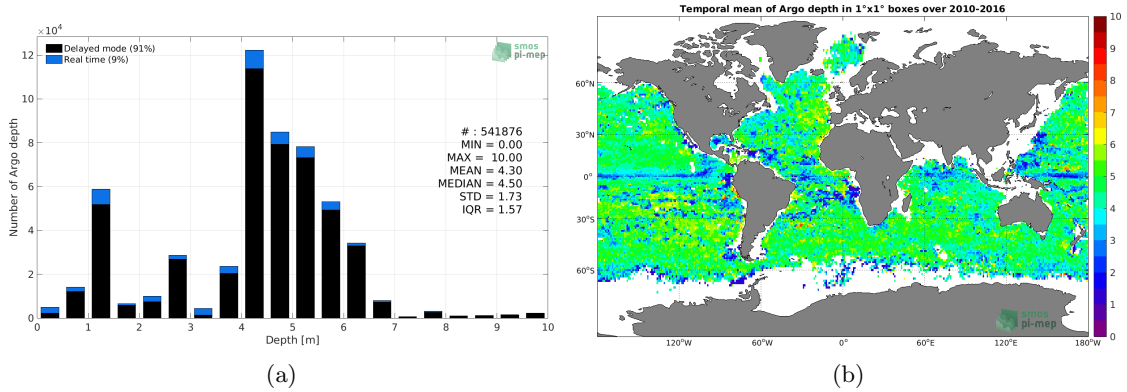 ×10⁴
Delayed mode (91%)
Real time (9%)
smos
pi-mep
12
10
8
6
4
2
0
Number of Argo depth
# : 541876
MIN = 0.00
MAX = 10.00
MEAN = 4.30
MEDIAN = 4.50
STD = 1.73
IQR = 1.57
0 1 2 3 4 5 6 7 8 9 10
Depth [m]
(a)
Temporal mean of Argo depth in 1°x1° boxes over 2010-2016
60°N
30°N
0°
30°S
60°S
120°W 60°W 0° 60°E 120°E 180°W
smos
pi-mep
10
9
8
7
6
5
4
3
2
1
0
(b)